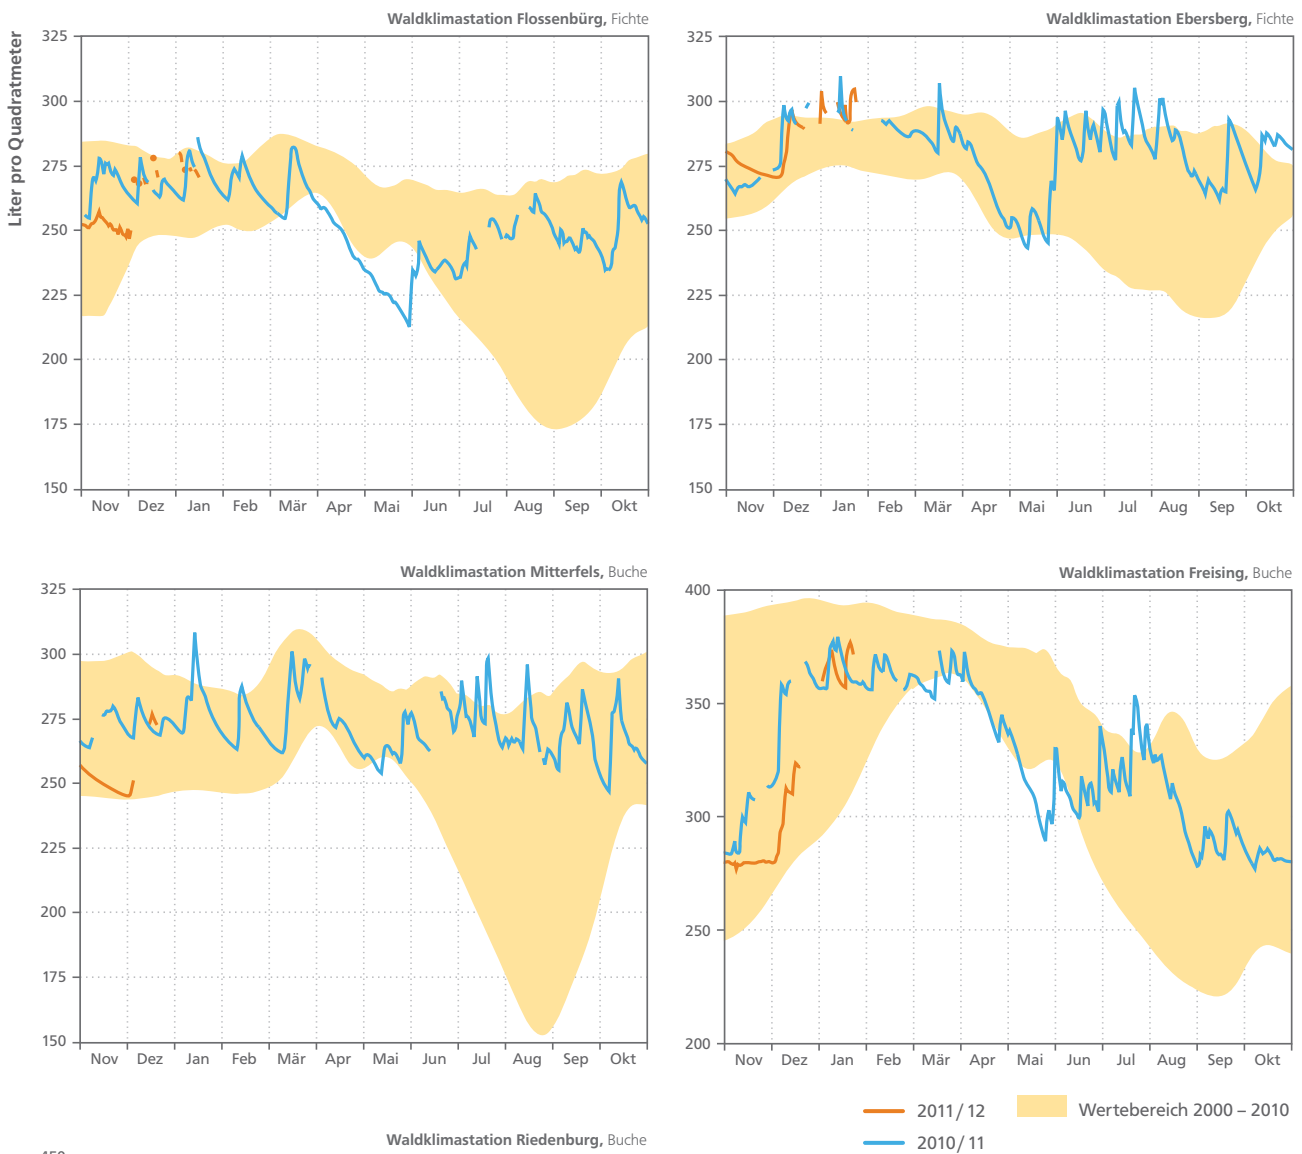 Waldklimastation Flossenbürg, Fichte
Liter pro Quadratmeter
325
300
275
250
225
200
175
150
Nov Dez Jan Feb Mär Apr Mai Jun Jul Aug Sep Okt
Waldklimastation Ebersberg, Fichte
325
300
275
250
225
200
175
150
Nov Dez Jan Feb Mär Apr Mai Jun Jul Aug Sep Okt
Waldklimastation Mitterfels, Buche
325
300
275
250
225
200
175
150
Nov Dez Jan Feb Mär Apr Mai Jun Jul Aug Sep Okt
Waldklimastation Freising, Buche
400
350
300
250
200
Nov Dez Jan Feb Mär Apr Mai Jun Jul Aug Sep Okt
2011/12 Wertebereich 2000 – 2010
2010/11
Waldklimastation Riedenburg, Buche